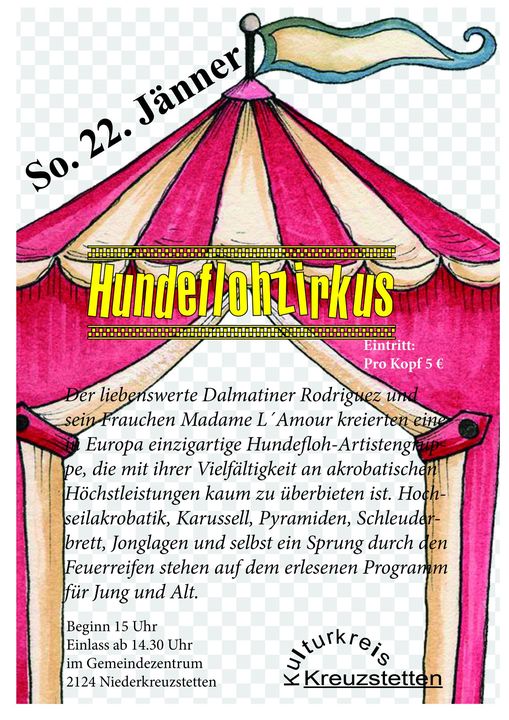 So. 22. Jänner
Hundeflohzirkus
Eintritt:
Pro Kopf 5 €
Der liebenswerte Dalmatiner Rodriguez und
sein Frauchen Madame L´Amour kreierten eine
in Europa einzigartige Hundefloh-Artistengrup-
pe, die mit ihrer Vielfältigkeit an akrobatischen
Höchstleistungen kaum zu überbieten ist. Hoch-
seilakrobatik, Karussell, Pyramiden, Schleuder-
brett, Jonglagen und selbst ein Sprung durch den
Feuerreifen stehen auf dem erlesenen Programm
für Jung und Alt.
Beginn 15 Uhr
Einlass ab 14.30 Uhr
im Gemeindezentrum
2124 Niederkreuzstetten
Kulturkreis
Kreuzstetten